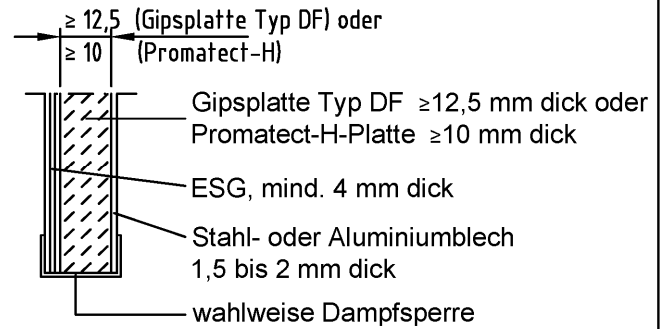 ≥ 12,5 (Gipsplatte Typ DF) oder
≥ 10 (Promatect-H)
Gipsplatte Typ DF ≥12,5 mm dick oder
Promatect-H-Platte ≥10 mm dick
ESG, mind. 4 mm dick
Stahl- oder Aluminiumblech
1,5 bis 2 mm dick
wahlweise Dampfsperre